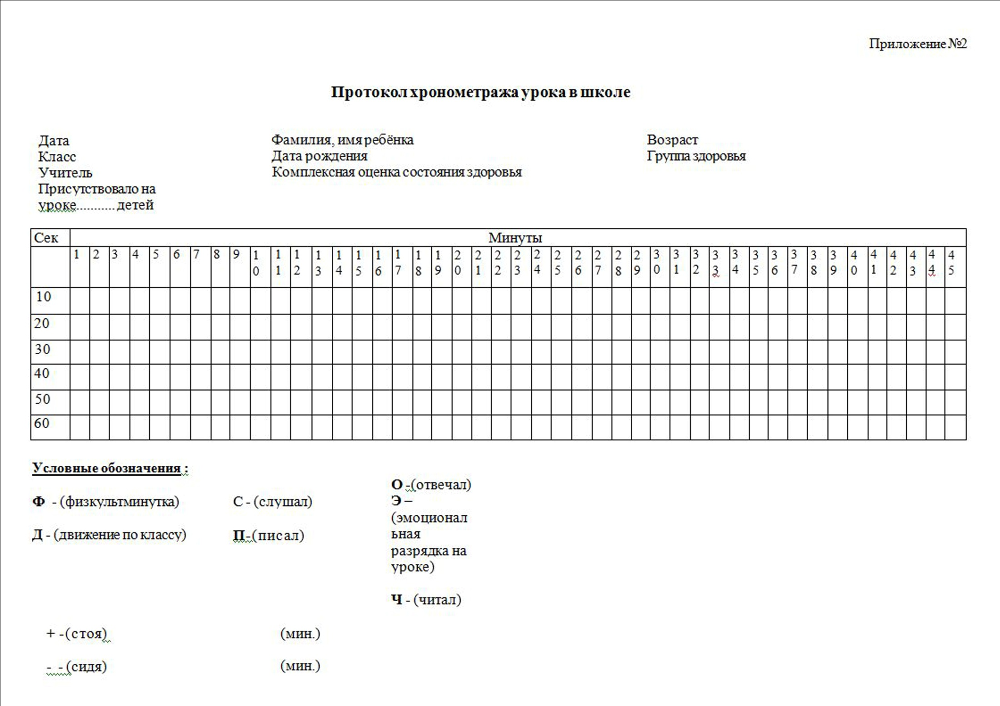 Приложение №2
Протокол хронометража урока в школе
Дата Фамилия, имя ребёнка Возраст
Класс Дата рождения Группа здоровья
Учитель Комплексная оценка состояния здоровья
Присутствовало на
уроке........... детей
Сек Минуты
1 2 3 4 5 6 7 8 9 10 11 12 13 14 15 16 17 18 19 20 21 22 23 24 25 26 27 28 29 30 31 32 33 34 35 36 37 38 39 40 41 42 43 44 45
10
20
30
40
50
60
Условные обозначения :
О -(отвечал)
Ф - (физкультминутка) С - (слушал) Э –
(эмоционал
Д - (движение по классу) П-(писал) ьная
разрядка на
уроке)
Ч - (читал)
+ -(стоя) (мин.)
- - (сидя) (мин.)